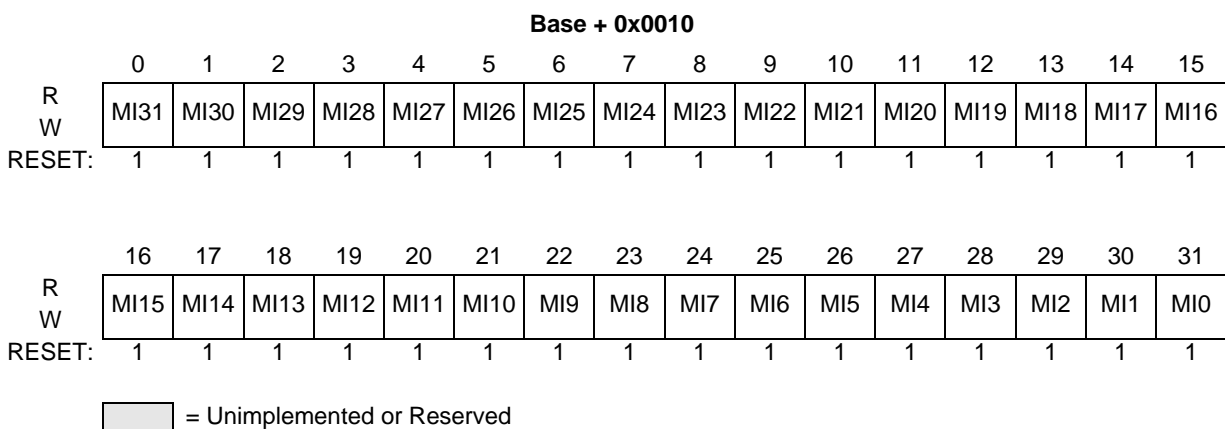 Base + 0x0010
0 1 2 3 4 5 6 7 8 9 10 11 12 13 14 15
R
MI31 MI30 MI29 MI28 MI27 MI26 MI25 MI24 MI23 MI22 MI21 MI20 MI19 MI18 MI17 MI16
W
RESET: 1 1 1 1 1 1 1 1 1 1 1 1 1 1 1 1
16 17 18 19 20 21 22 23 24 25 26 27 28 29 30 31
R
MI15 MI14 MI13 MI12 MI11 MI10 MI9 MI8 MI7 MI6 MI5 MI4 MI3 MI2 MI1 MI0
W
RESET: 1 1 1 1 1 1 1 1 1 1 1 1 1 1 1 1
= Unimplemented or Reserved